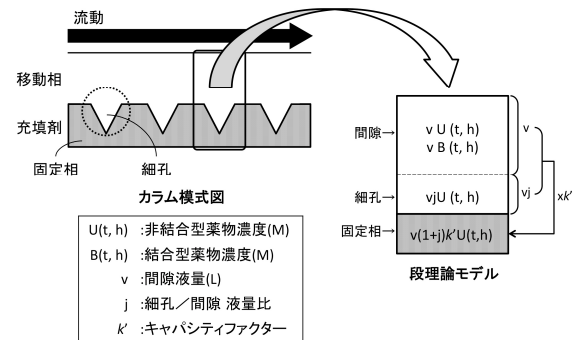 流動
移動相
充填剤
固定相
細孔
カラム模式図
U(t, h) :非結合型薬物濃度(M)
B(t, h) :結合型薬物濃度(M)
v :間隙液量(L)
j :細孔/間隙 液量比
k' :キャパシティファクター
間隙→
v U (t, h)
v B (t, h)
v
細孔→
vjU (t, h)
vj
xk'
固定相→
v(1+j)k'U(t,h)
段理論モデル